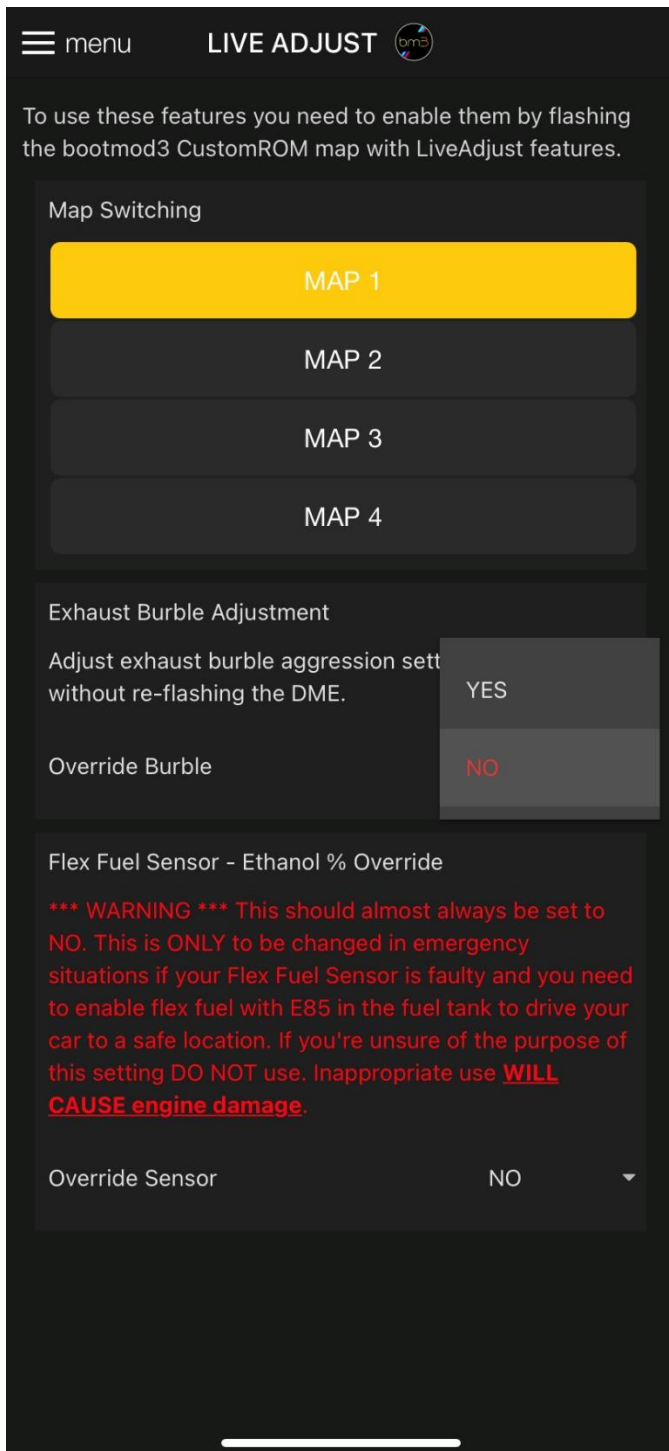 menu LIVE ADJUST bm3
To use these features you need to enable them by flashing
the bootmod3 CustomROM map with LiveAdjust features.
Map Switching
MAP 1
MAP 2
MAP 3
MAP 4
Exhaust Burble Adjustment
Adjust exhaust burble aggression sett
without re-flashing the DME.
YES
Override Burble
NO
Flex Fuel Sensor - Ethanol % Override
*** WARNING *** This should almost always be set to
NO. This is ONLY to be changed in emergency
situations if your Flex Fuel Sensor is faulty and you need
to enable flex fuel with E85 in the fuel tank to drive your
car to a safe location. If you're unsure of the purpose of
this setting DO NOT use. Inappropriate use WILL
CAUSE engine damage.
Override Sensor NO